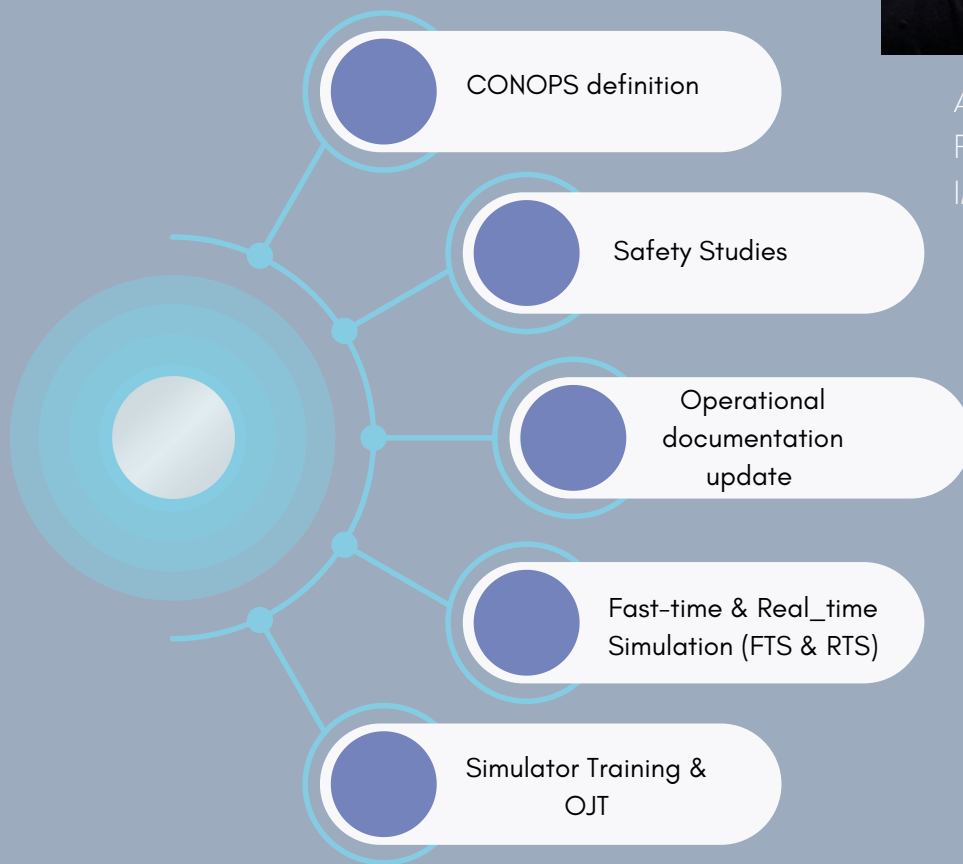 CONOPS definition
Safety Studies
Operational
documentation
update
Fast-time & Real_time
Simulation (FTS & RTS)
Simulator Training &
OJT